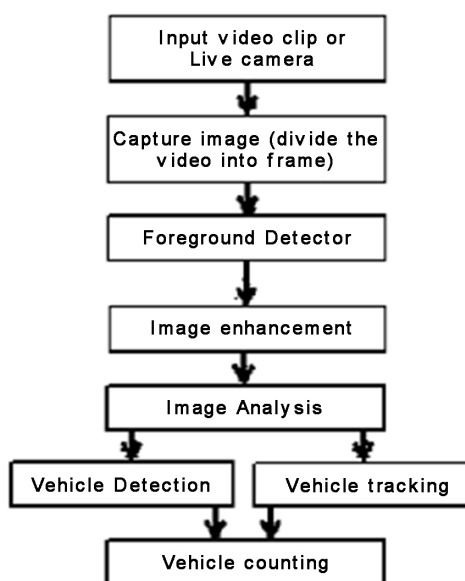 Input video clip or
Live camera
Capture image (divide the
video into frame)
Foreground Detector
Image enhancement
Image Analysis
Vehicle Detection
Vehicle tracking
Vehicle counting